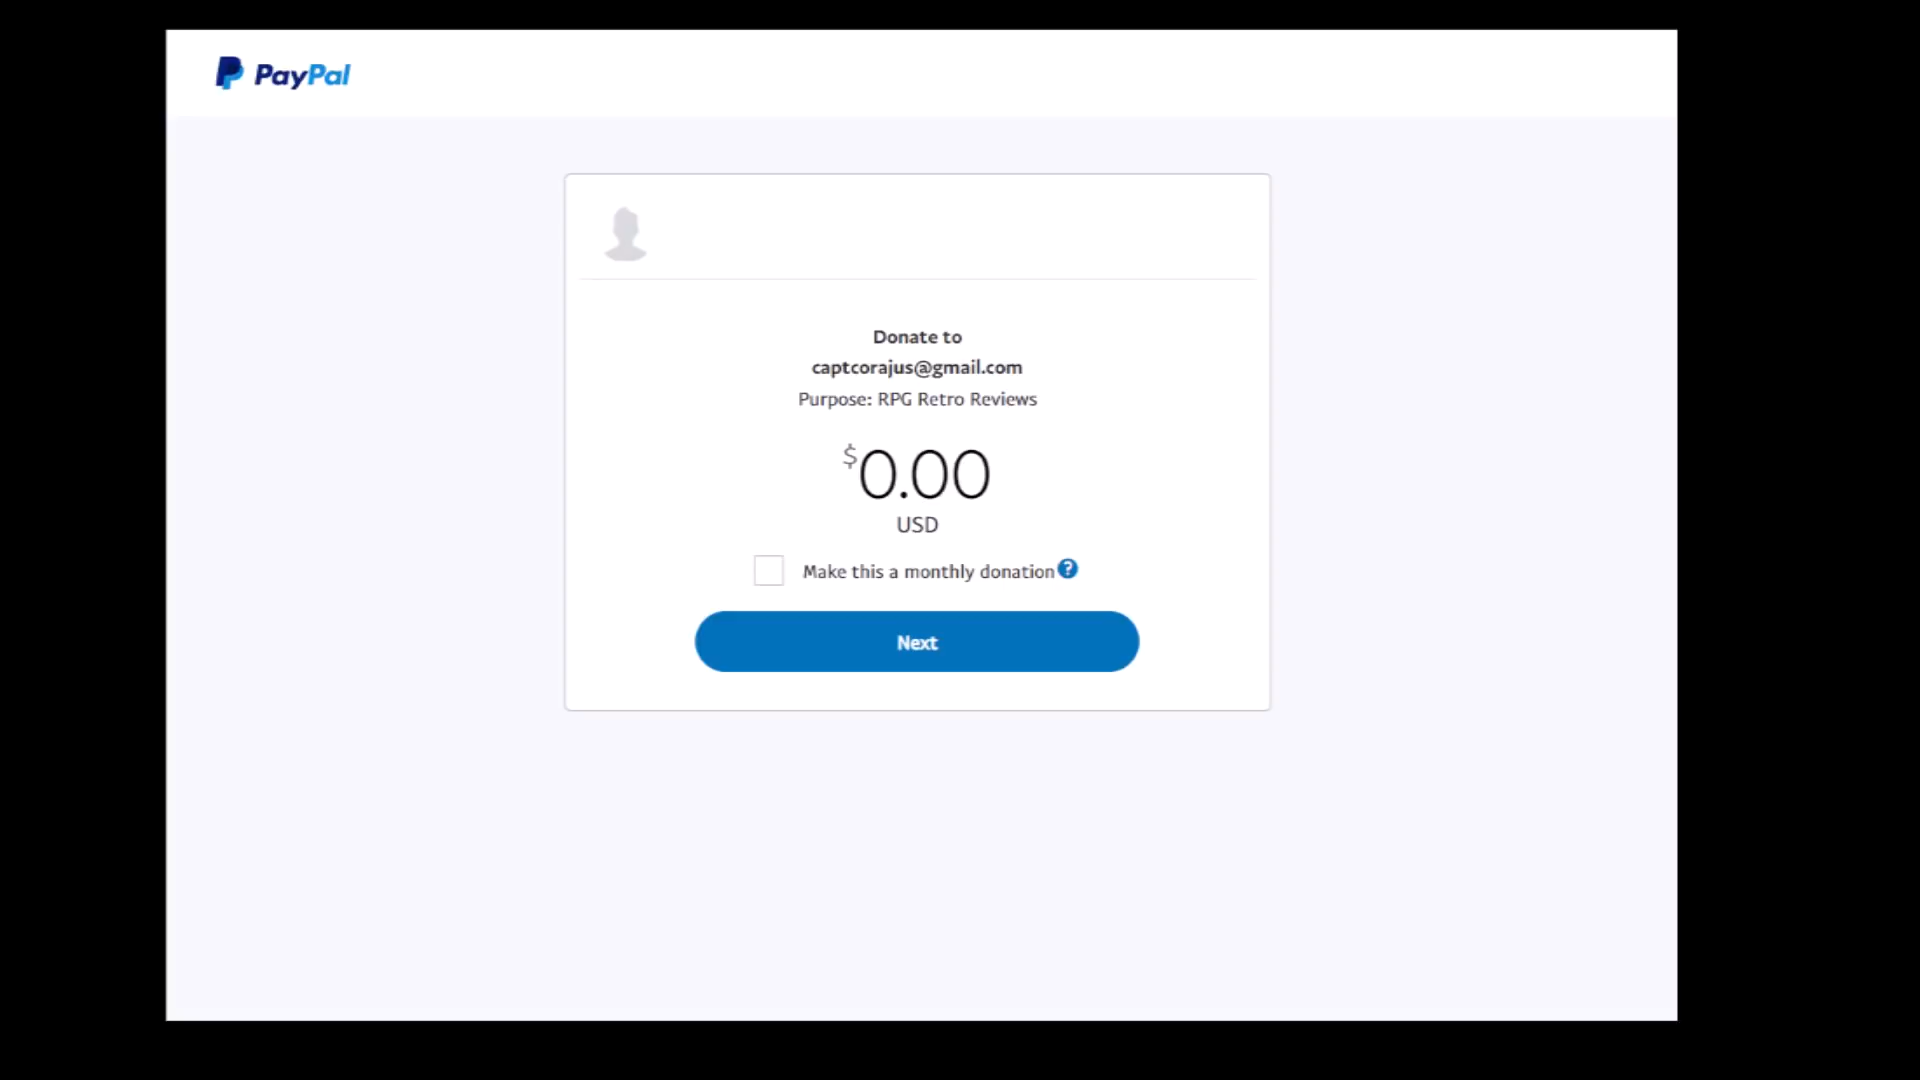 PayPal
Donate to
captcorajus@gmail.com
Purpose: RPG Retro Reviews
$0.00
USD
Make this a monthly donation?
Next